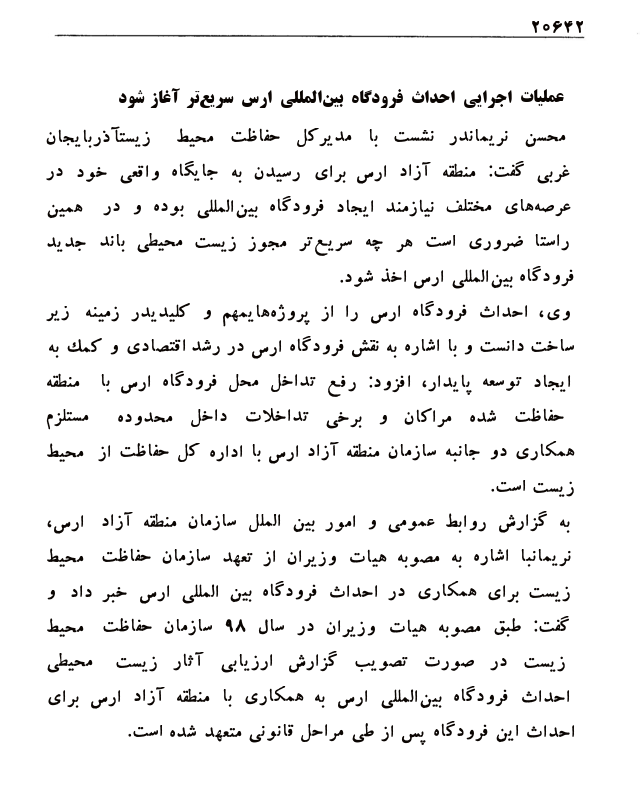 ۲۰۶۴۲
عملیات اجرایی احداث فرودگاه بین‌المللی ارس سریع‌تر آغاز شود
محسن نریماندر نشست با مدیرکل حفاظت محیط زیستآذربایجان
غربی گفت: منطقه آزاد ارس برای رسیدن به جایگاه واقعی خود در
عرصه‌های مختلف نیازمند ایجاد فرودگاه بین‌المللی بوده و در همین
راستا ضروری است هر چه سریع‌تر مجوز زیست محیطی باند جدید
فرودگاه بین‌المللی ارس اخذ شود.
وی، احداث فرودگاه ارس را از پروژه‌هایمهم و کلیدیدر زمینه زیر
ساخت دانست و با اشاره به نقش فرودگاه ارس در رشد اقتصادی و کمك به
ایجاد توسعه پایدار، افزود: رفع تداخل محل فرودگاه ارس با منطقه
حفاظت شده مراکان و برخی تداخلات داخل محدوده مستلزم
همکاری دو جانبه سازمان منطقه آزاد ارس با اداره کل حفاظت از محیط
زیست است.
به گزارش روابط عمومی و امور بین الملل سازمان منطقه آزاد ارس،
نریمانبا اشاره به مصوبه هیات وزیران از تعهد سازمان حفاظت محیط
زیست برای همکاری در احداث فرودگاه بین المللی ارس خبر داد و
گفت: طبق مصوبه هیات وزیران در سال ۹۸ سازمان حفاظت محیط
زیست در صورت تصویب گزارش ارزیابی آثار زیست محیطی
احداث فرودگاه بین‌المللی ارس به همکاری با منطقه آزاد ارس برای
احداث این فرودگاه پس از طی مراحل قانونی متعهد شده است.